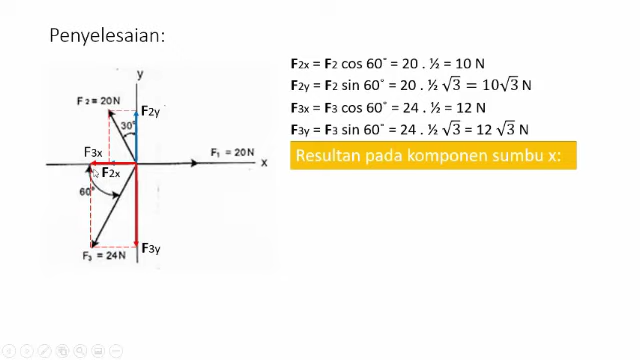 Penyelesaian:
F2x = F2 cos 60˚ = 20 . ½ = 10 N
F2y = F2 sin 60° = 20 . ½ √3 = 10√3 N
F3x = F3 cos 60° = 24 . ½ = 12 N
F3y = F3 sin 60° = 24 . ½ √3 = 12 √3 N
Resultan pada komponen sumbu x:
y
F2 = 20N
F2y
30°
F3x
F1 = 20N
x
F2x
60°
F3y
F3 = 24N